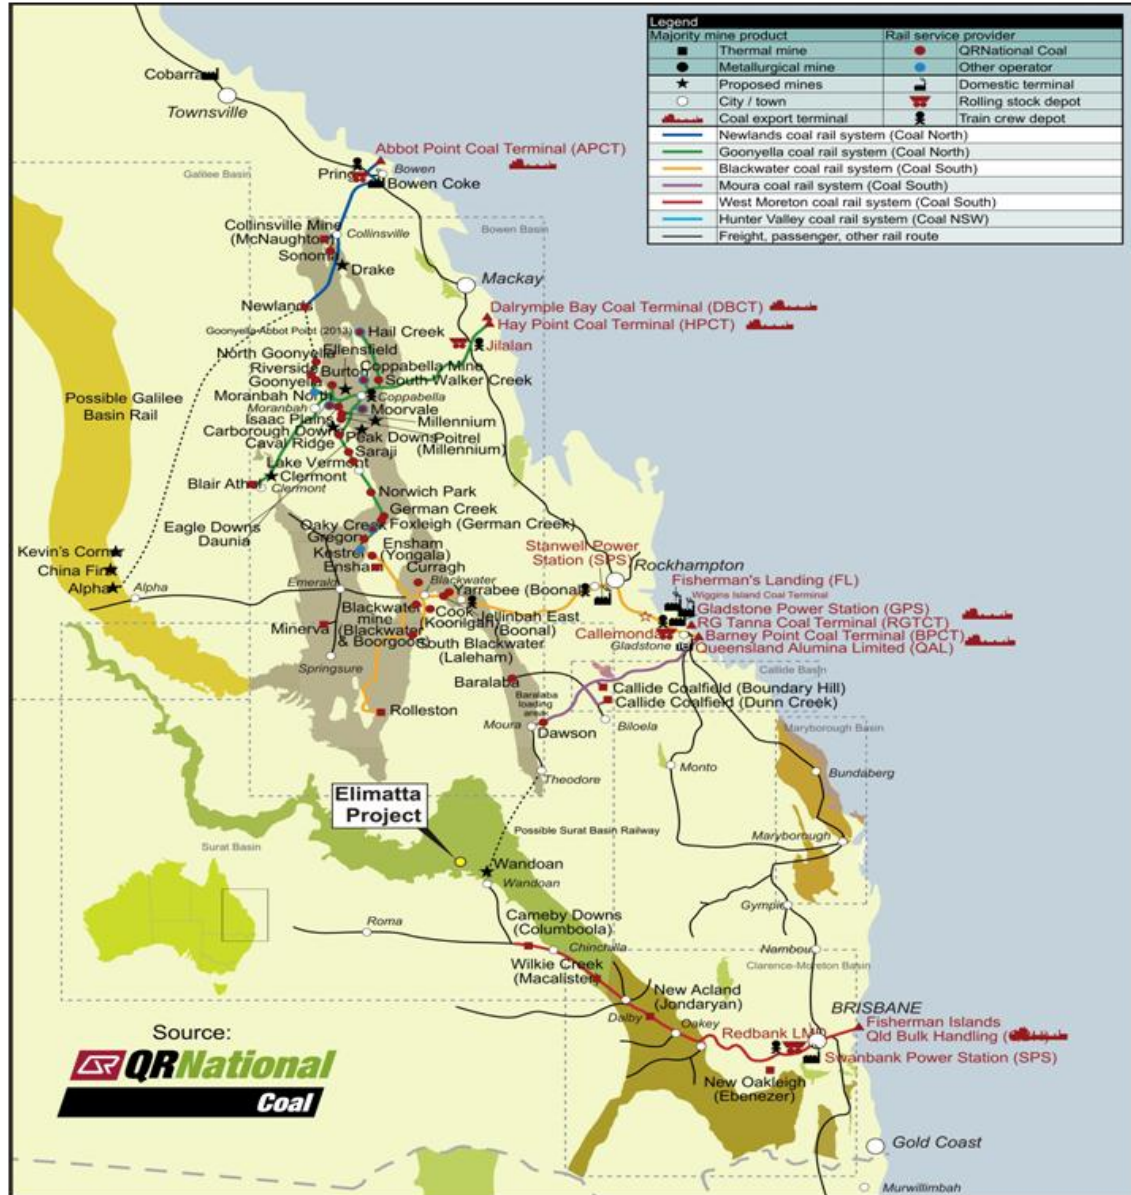 Legend
Majority mine product
Rail service provider
Thermal mine
QRNational Coal
Metallurgical mine
Other operator
Proposed mines
Domestic terminal
City / town
Rolling stock depot
Coal export terminal
Train crew depot
Newlands coal rail system (Coal North)
Goonyella coal rail system (Coal North)
Blackwater coal rail system (Coal South)
Moura coal rail system (Coal South)
West Moreton coal rail system (Coal South)
Hunter Valley coal rail system (Coal NSW)
Freight, passenger, other rail route
Townsville
Abbot Point Coal Terminal (APCT)
Galilee Basin
Bowen
Bowen Coke
Collinsville Mine
(McNaughton)
Collinsville
Bowen Basin
Drake
Mackay
Newlands
Dalrymple Bay Coal Terminal (DBCT)
Hay Point Coal Terminal (HPCT)
Jilalan
Goonyella-Abbot Point (2013)
Hail Creek
Ellensfield
North Goonyella
Riverside
Burton
Coppabella Mine
Goonyella
South Walker Creek
Moranbah North
Coppabella
Possible Galilee
Basin Rail
Moranbah
Moorvale
Isaac Plains
Millennium
Carborough Downs
Peak Downs
Poitrel
(Millennium)
Caval Ridge
Saraji
Lake Vermont
Clermont
Clermont
Norwich Park
German Creek
Eagle Downs
Daunia
Oaky Creek
Foxleigh (German Creek)
Gregory
Ensham
(Yongala)
Kestrel
Ensham
Curragh
Stanwell Power
Station (SPS)
Rockhampton
Kevin's Corner
China First
Alpha
Alpha
Emerald
Blackwater
Yarrabee (Boonal)
Fisherman's Landing (FL)
Wiggins Island Coal Terminal
Gladstone Power Station (GPS)
RG Tanna Coal Terminal (RGTCT)
Barney Point Coal Terminal (BPCT)
Queensland Alumina Limited (QAL)
Callemondah
Gladstone
Blackwater
mine
(Blackwater
& Boorgoon)
Cook
(Koorilgah)
Jellinbah East
(Boonal)
South Blackwater
(Laleham)
Minerva
Springsure
Rolleston
Baralaba
Baralaba
loading
areas
Callide Basin
Callide Coalfield (Boundary Hill)
Callide Coalfield (Dunn Creek)
Moura
Dawson
Biloela
Maryborough Basin
Theodore
Monto
Bundaberg
Elimatta
Project
Possible Surat Basin Railway
Maryborough
Surat Basin
Wandoan
Wandoan
Gympie
Roma
Cameby Downs
(Columboola)
Chinchilla
Nambour
Clarence-Moreton Basin
Wilkie Creek
(Macalister)
New Acland
(Jondaryan)
Dalby
Oakey
BRISBANE
Redbank
Fisherman Islands
Qld Bulk Handling
Swanbank Power Station (SPS)
New Oakleigh
(Ebenezer)
Source:
QRNational
Coal
Gold Coast
Murwillimbah